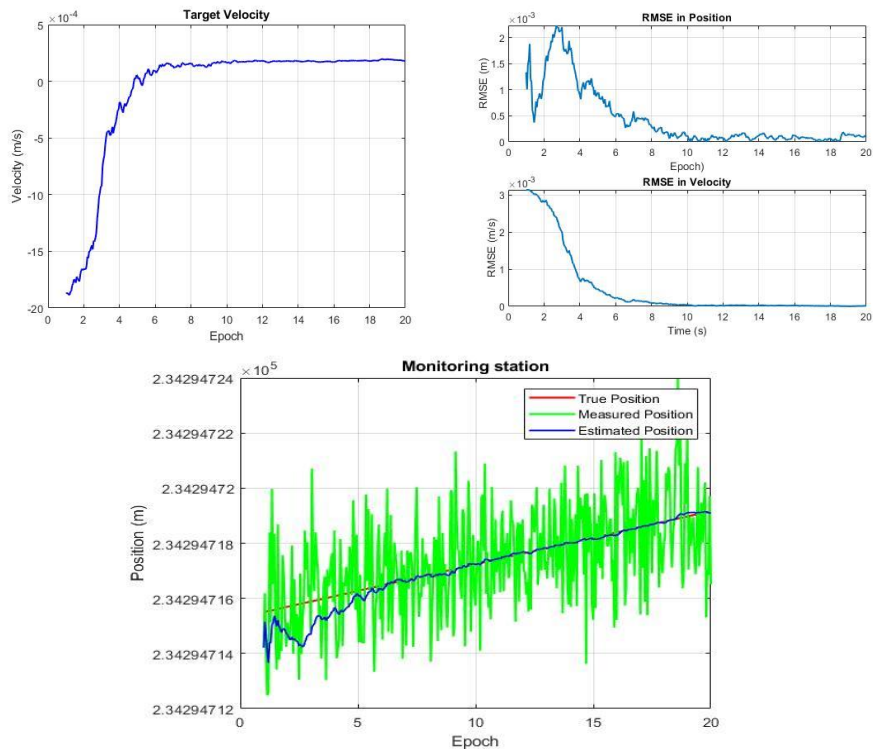 Target Velocity
×10⁻⁴
5
0
-5
-10
-15
-20
Velocity (m/s)
0 2 4 6 8 10 12 14 16 18 20
Epoch
RMSE in Position
×10⁻³
2
1.5
1
0.5
0
RMSE (m)
0 2 4 6 8 10 12 14 16 18 20
Epoch)
RMSE in Velocity
×10⁻³
3
2
1
0
RMSE (m/s)
0 2 4 6 8 10 12 14 16 18 20
Time (s)
Monitoring station
×10⁵
2.34294724
2.34294722
2.3429472
2.34294718
2.34294716
2.34294714
2.34294712
Position (m)
True Position
Measured Position
Estimated Position
0 5 10 15 20
Epoch